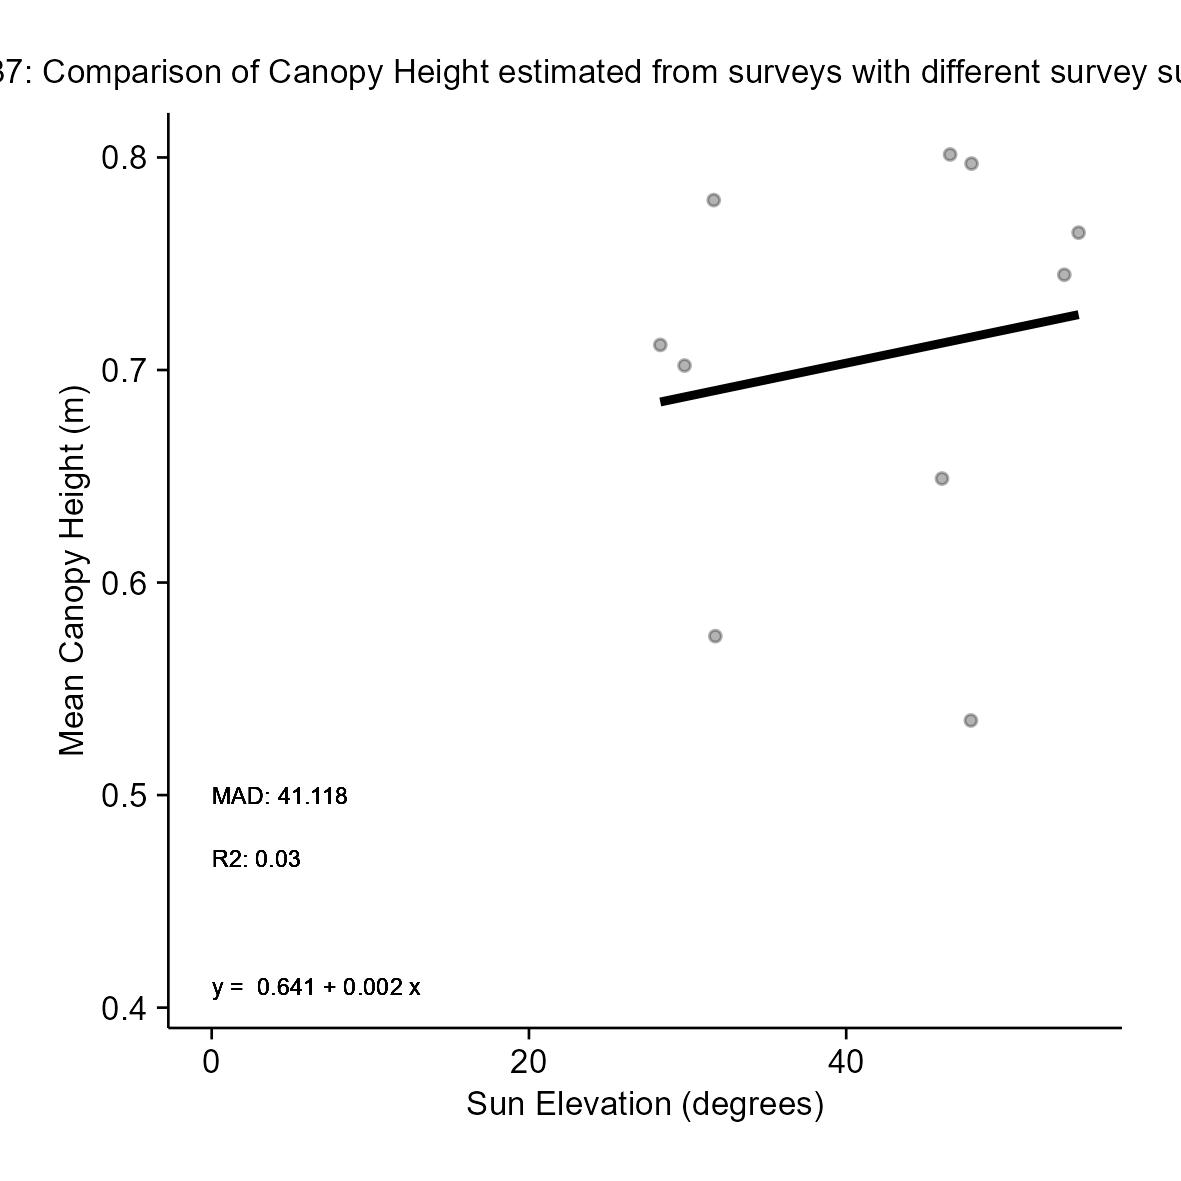 37: Comparison of Canopy Height estimated from surveys with different survey su
0.8
0.7
0.6
0.5
0.4
Mean Canopy Height (m)
MAD: 41.118
R2: 0.03
y = 0.641 + 0.002 x
0 20 40
Sun Elevation (degrees)